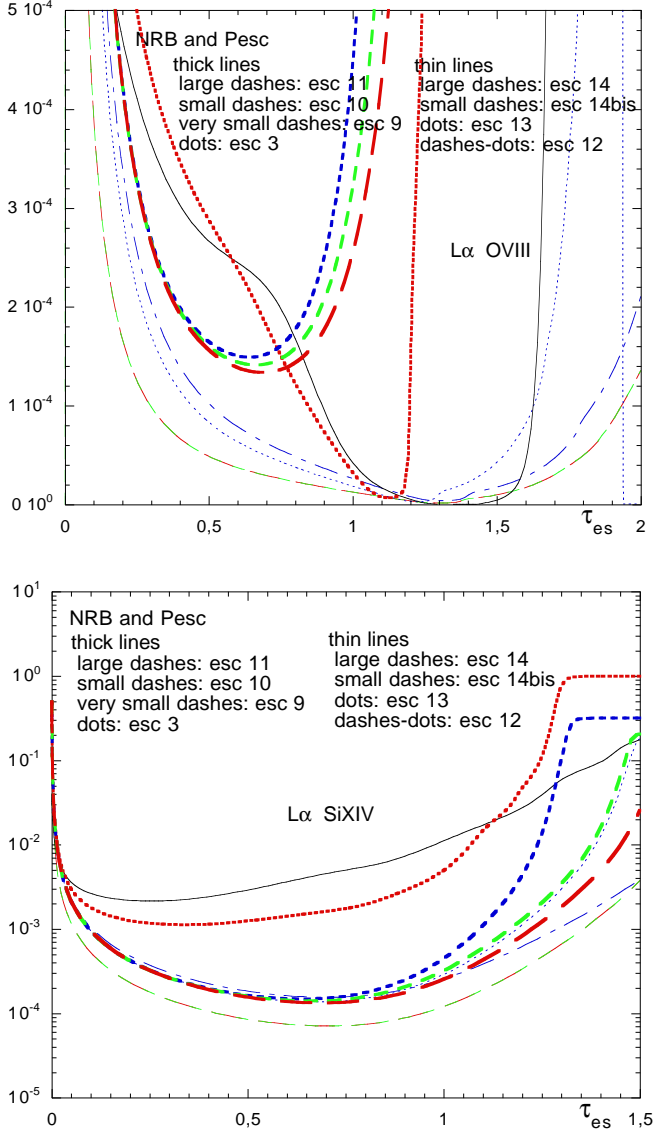 5 10⁻⁴
4 10⁻⁴
3 10⁻⁴
2 10⁻⁴
1 10⁻⁴
0 10⁰
NRB and Pesc
thick lines
large dashes: esc 11
small dashes: esc 10
very small dashes: esc 9
dots: esc 3
thin lines
large dashes: esc 14
small dashes: esc 14bis
dots: esc 13
dashes-dots: esc 12
Lα OVIII
0 0,5 1 1,5 2
τes
10¹
10⁰
10⁻¹
10⁻²
10⁻³
10⁻⁴
10⁻⁵
NRB and Pesc
thick lines
large dashes: esc 11
small dashes: esc 10
very small dashes: esc 9
dots: esc 3
thin lines
large dashes: esc 14
small dashes: esc 14bis
dots: esc 13
dashes-dots: esc 12
Lα SiXIV
0 0,5 1 1,5
τes